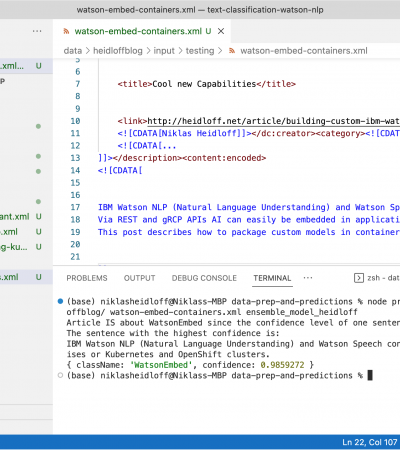 watson-embed-containers.xml — text-classification-watson-nlp
watson-embed-containers.xml U
data > heidloffblog > input > testing > watson-embed-containers.xml
.xml... U
P
ant.xml U
.xml U
g-ku... U
s.xml U
5
6
7 <title>Cool new Capabilities</title>
8
9
10 <link>http://heidloff.net/article/building-custom-ibm-wat
11 <![CDATA[Niklas Heidloff]]></dc:creator><category><![CDA
12 <![CDATA[...
13 ]]></description><content:encoded>
14 <![CDATA[
15
16
17 IBM Watson NLP (Natural Language Understanding) and Watson Sp
18 Via REST and gRCP APIs AI can easily be embedded in applicati
19 This post describes how to package custom models in container
20
21
PROBLEMS OUTPUT DEBUG CONSOLE TERMINAL ··· zsh - dat
(base) niklasheidloff@Niklass-MBP data-prep-and-predictions % node pr
offblog/ watson-embed-containers.xml ensemble_model_heidloff
Article IS about WatsonEmbed since the confidence level of one senten
The sentence with the highest confidence is:
IBM Watson NLP (Natural Language Understanding) and Watson Speech con
ises or Kubernetes and OpenShift clusters.
{ className: 'WatsonEmbed', confidence: 0.9859272 }
(base) niklasheidloff@Niklass-MBP data-prep-and-predictions %
Ln 22, Col 107